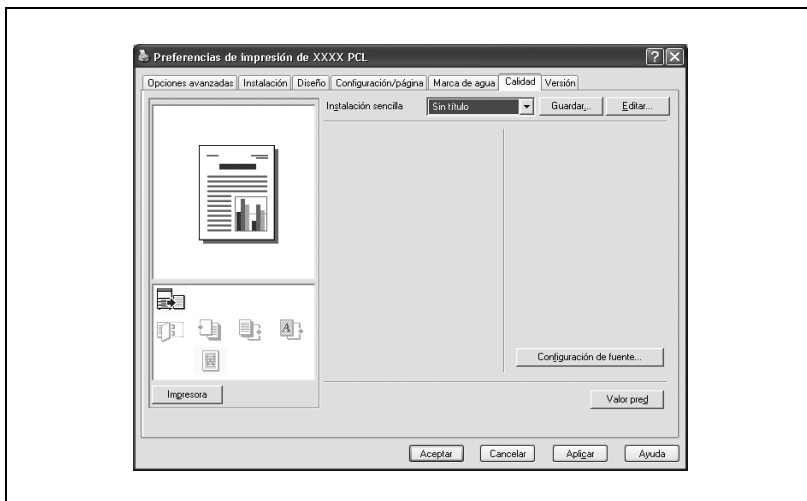 Preferencias de impresión de XXXX PCL
Opciones avanzadas Instalación Diseño Configuración/página Marca de agua Calidad Versión
Instalación sencilla Sin título Guardar... Editar...
Configuración de fuente...
Impresora
Valor pred
Aceptar Cancelar Aplicar Ayuda